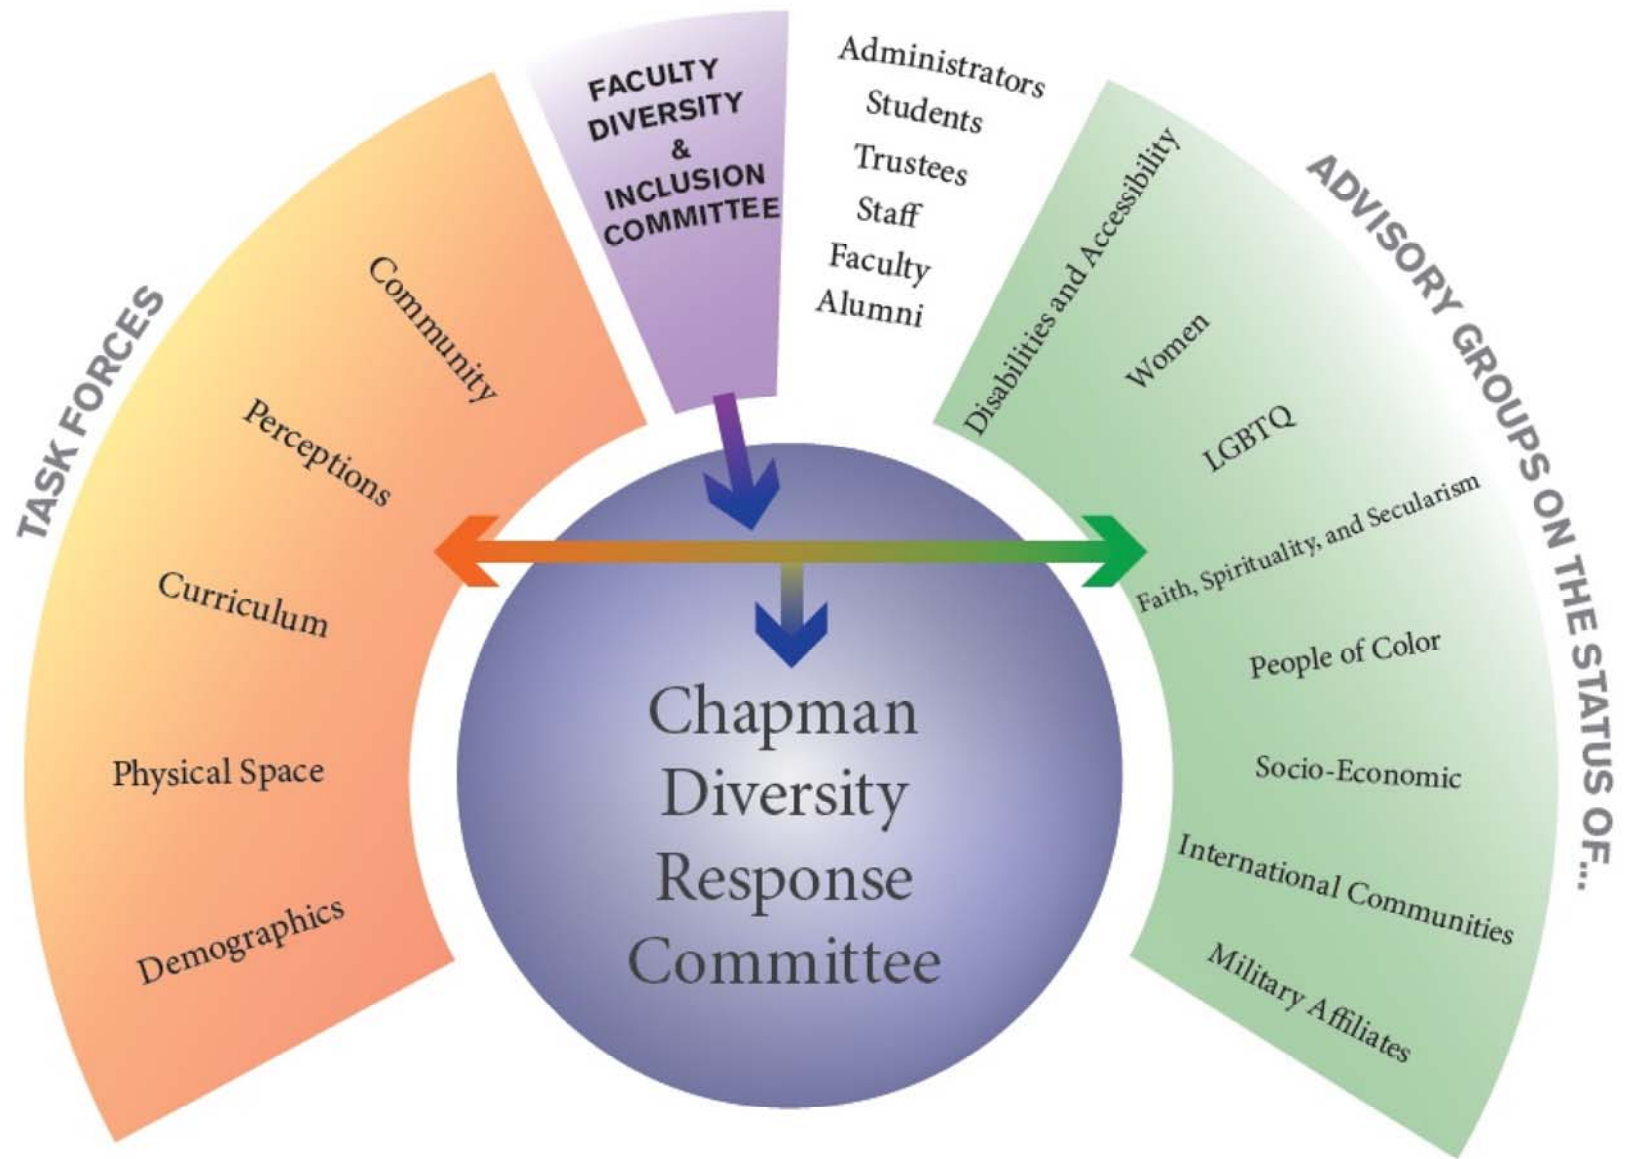 TASK FORCES
Community
Perceptions
Curriculum
Physical Space
Demographics
FACULTY
DIVERSITY
&
INCLUSION
COMMITTEE
Administrators
Students
Trustees
Staff
Faculty
Alumni
ADVISORY GROUPS ON THE STATUS OF...
Disabilities and Accessibility
Women
LGBTQ
Faith, Spirituality, and Secularism
People of Color
Socio-Economic
International Communities
Military Affiliates
Chapman
Diversity
Response
Committee